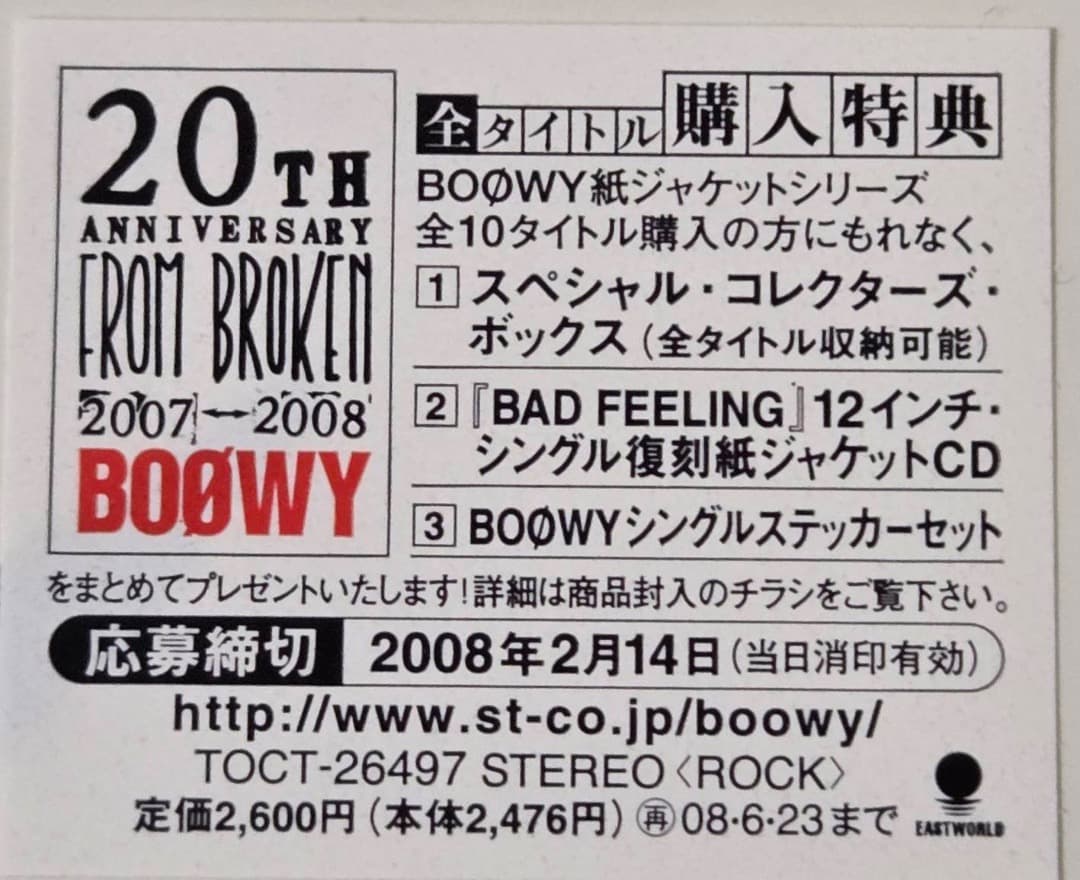 20TH
ANNIVERSARY
FROM BROKEN
2007↔2008
BOØWY
全タイトル購入特典
BOØWY紙ジャケットシリーズ
全10タイトル購入の方にもれなく、
1 スペシャル・コレクターズ・
ボックス(全タイトル収納可能)
2 『BAD FEELING』12インチ・
シングル復刻紙ジャケットCD
3 BOØWYシングルステッカーセット
をまとめてプレゼントいたします!詳細は商品封入のチラシをご覧下さい。
応募締切 2008年2月14日(当日消印有効)
http://www.st-co.jp/boowy/
TOCT-26497 STEREO〈ROCK〉
定価2,600円(本体2,476円)㊞08・6・23まで
EASTWORLD